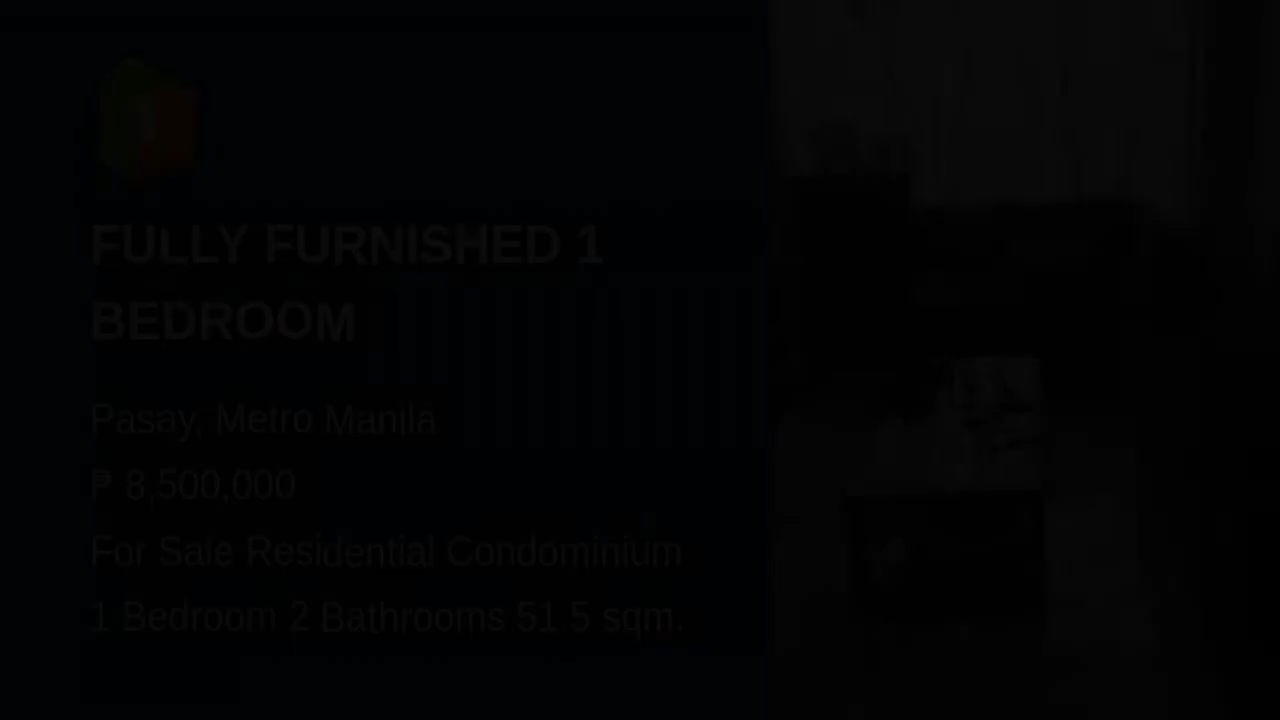 FULLY FURNISHED 1
BEDROOM
Pasay, Metro Manila
₱ 8,500,000
For Sale Residential Condominium
1 Bedroom 2 Bathrooms 51.5 sqm.